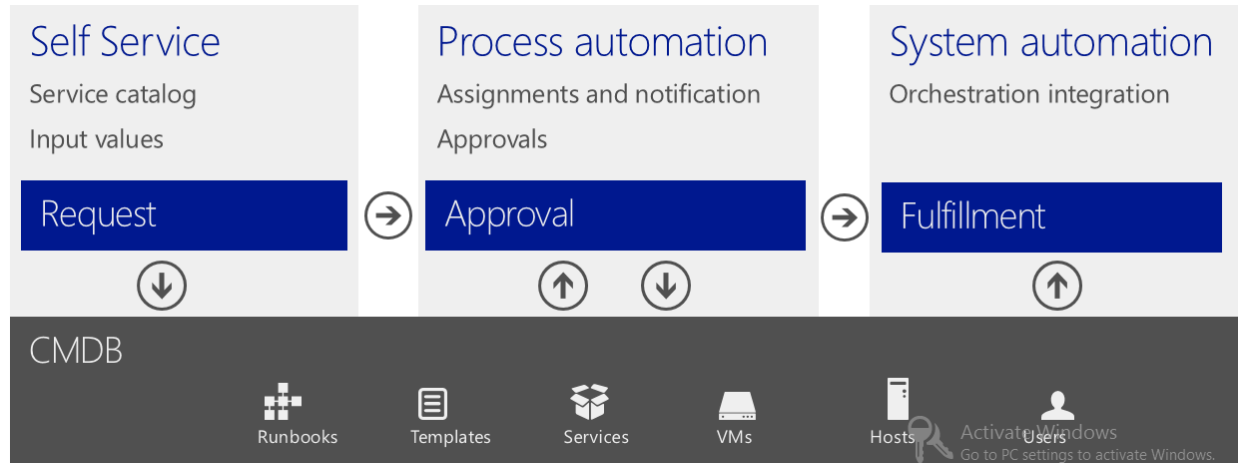 Self Service
Service catalog
Input values
Request
Process automation
Assignments and notification
Approvals
Approval
System automation
Orchestration integration
Fulfillment
CMDB
Runbooks
Templates
Services
VMs
Hosts
Users
Activate Windows
Go to PC settings to activate Windows.